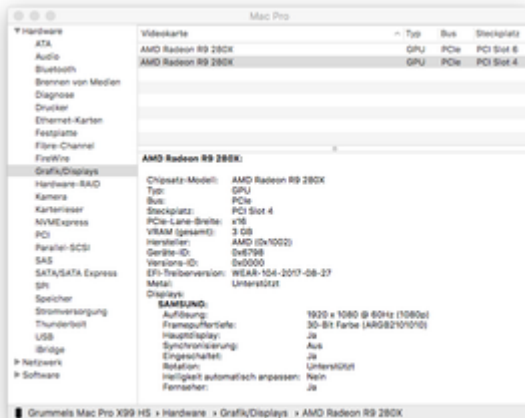 Mac Pro
Hardware
ATA
Audio
Bluetooth
Brennen von Medien
Diagnose
Drucker
Ethernet-Karten
Festplatte
Fibre-Channel
FireWire
Grafik/Displays
Hardware-RAID
Kamera
Kartenleser
NVMExpress
PCI
Parallel-SCSI
SAS
SATA/SATA Express
SPI
Speicher
Stromversorgung
Thunderbolt
USB
iBridge
Netzwerk
Software
Videokarte Typ Bus Steckplatz
AMD Radeon R9 280X GPU PCIe PCI Slot 6
AMD Radeon R9 280X GPU PCIe PCI Slot 4
AMD Radeon R9 280X:
Chipsatz-Modell: AMD Radeon R9 280X
Typ: GPU
Bus: PCIe
Steckplatz: PCI Slot 4
PCIe-Lane-Breite: x16
VRAM (gesamt): 3 GB
Hersteller: AMD (0x1002)
Geräte-ID: 0x6798
Versions-ID: 0x0000
EFI-Treiberversion: WEAR-104-2017-08-27
Metal: Unterstützt
Displays:
SAMSUNG:
Auflösung: 1920 x 1080 @ 60Hz (1080p)
Framepuffertiefe: 30-Bit Farbe (ARGB2101010)
Hauptdisplay: Ja
Synchronisierung: Aus
Eingeschaltet: Ja
Rotation: Unterstützt
Helligkeit automatisch anpassen: Nein
Fernseher: Ja
Grummels Mac Pro X99 HS › Hardware › Grafik/Displays › AMD Radeon R9 280X